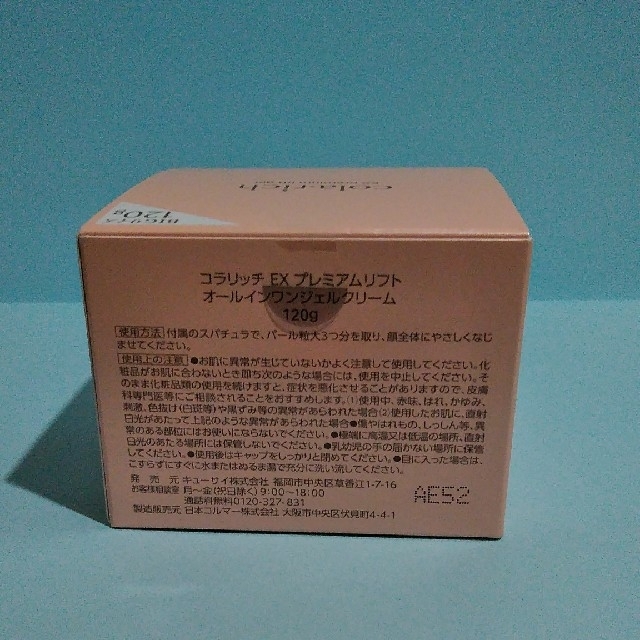 cola.rich
BIGサイズ
120g
コラリッチ EX プレミアムリフト
オールインワンジェルクリーム
120g
使用方法 付属のスパチュラで、パール粒大3つ分を取り、顔全体にやさしくなじ
ませてください。
使用上の注意 ●お肌に異常が生じていないかよく注意して使用してください。化
粧品がお肌に合わないとき即ち次のような場合には、使用を中止してください。そ
のまま化粧品類の使用を続けますと、症状を悪化させることがありますので、皮膚
科専門医等にご相談されることをおすすめします。(1)使用中、赤味、はれ、かゆみ、
刺激、色抜け(白斑等)や黒ずみ等の異常があらわれた場合(2)使用したお肌に、直射
日光があたって上記のような異常があらわれた場合●傷やはれもの、しっしん等、異
常のある部位にはお使いにならないでください。●極端に高温又は低温の場所、直射
日光のあたる場所には保管しないでください。●乳幼児の手の届かない場所に保管
してください。●使用後はキャップをしっかりと閉めてください。●目に入った場合は、
こすらずにすぐに水またはぬるま湯で充分に洗い流してください。
発売元 キューサイ株式会社 福岡市中央区草香江1-7-16
お客様相談室 月〜金(祝日除く)9:00〜18:00
通話料無料0120-327-831
製造販売元 日本コルマー株式会社 大阪市中央区伏見町4-4-1
AE52